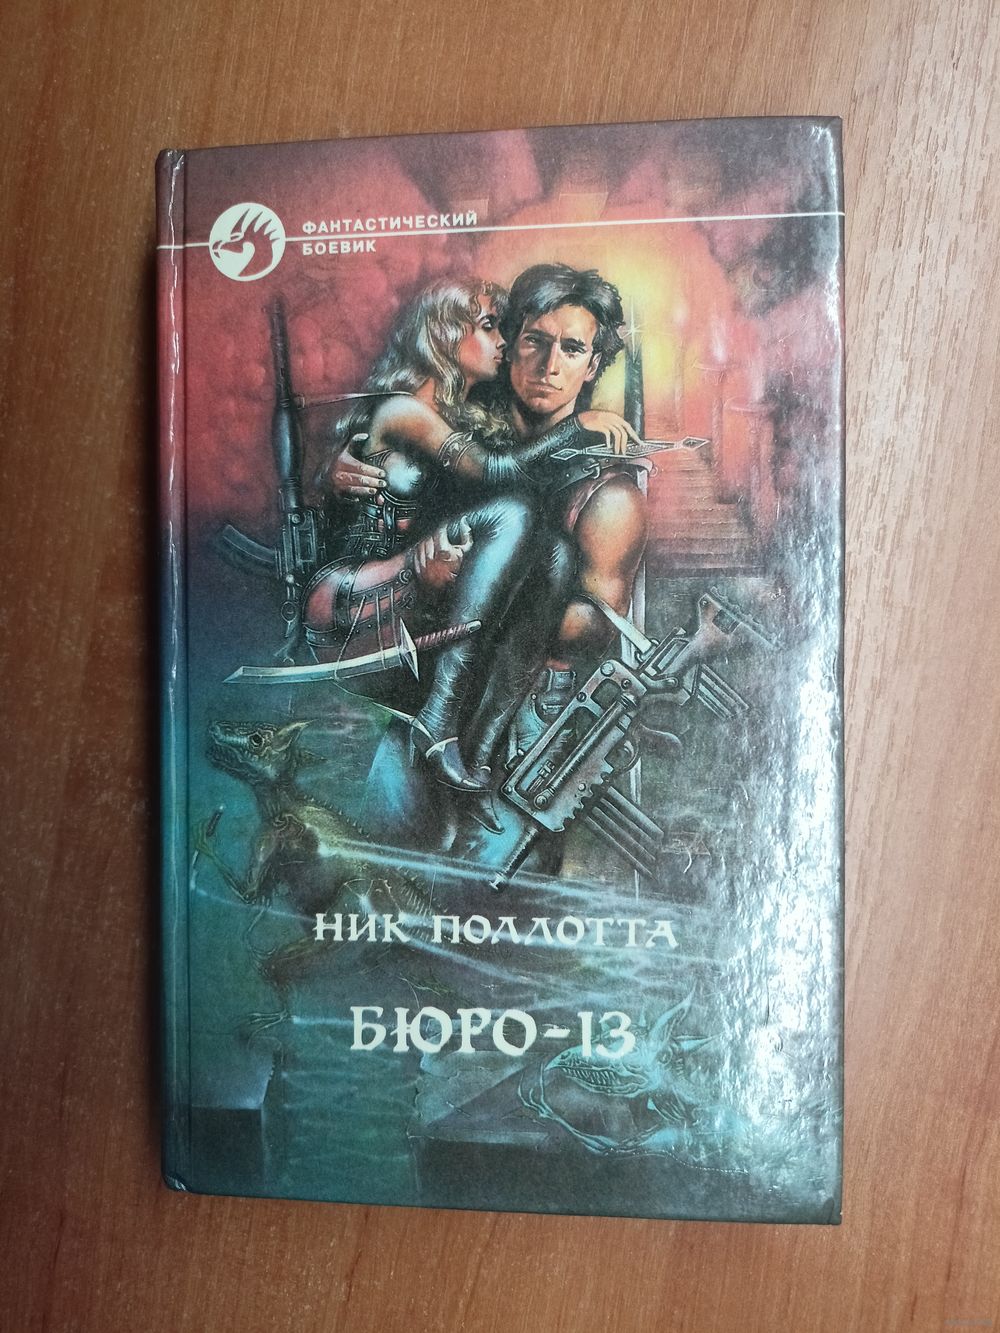 ФАНТАСТИЧЕСКИЙ
БОЕВИК
НИК ПОЛЛОТТА
БЮРО-13